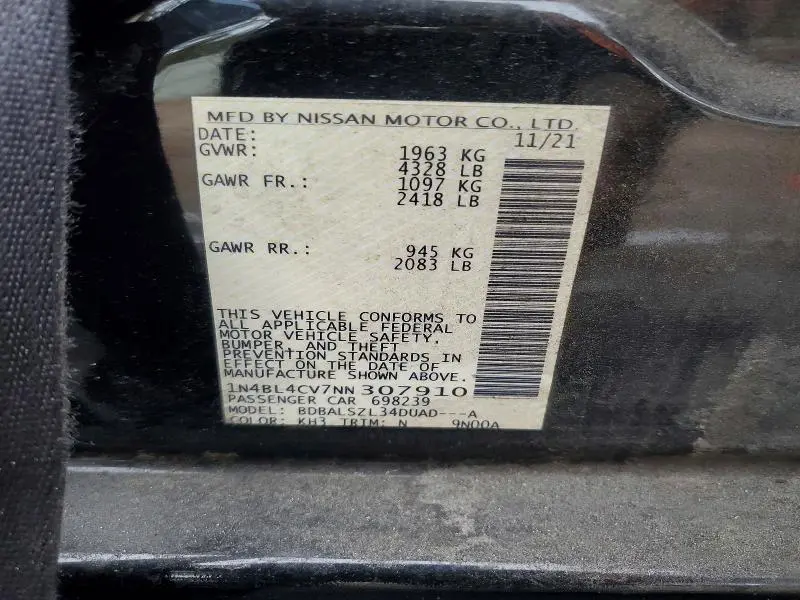 MFD BY NISSAN MOTOR CO., LTD.
DATE: 11/21
GVWR: 1963 KG
4328 LB
GAWR FR.: 1097 KG
2418 LB
GAWR RR.: 945 KG
2083 LB
THIS VEHICLE CONFORMS TO
ALL APPLICABLE FEDERAL
MOTOR VEHICLE SAFETY,
BUMPER, AND THEFT
PREVENTION STANDARDS IN
EFFECT ON THE DATE OF
MANUFACTURE SHOWN ABOVE.
1N4BL4CV7NN307910
PASSENGER CAR 698239
MODEL: BDBALSZL34DUAD---A
COLOR: KH3 TRIM: N 9N00A